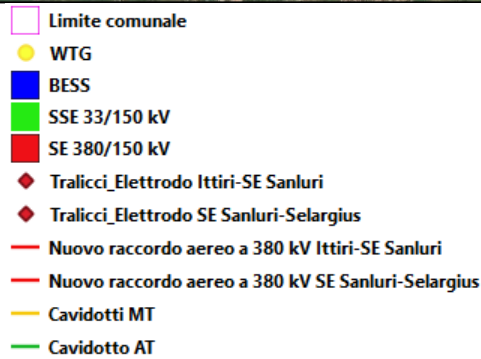 Limite comunale
WTG
BESS
SSE 33/150 kV
SE 380/150 kV
Tralicci_Elettrodo Ittiri-SE Sanluri
Tralicci_Elettrodo SE Sanluri-Selargius
Nuovo raccordo aereo a 380 kV Ittiri-SE Sanluri
Nuovo raccordo aereo a 380 kV SE Sanluri-Selargius
Cavidotti MT
Cavidotto AT